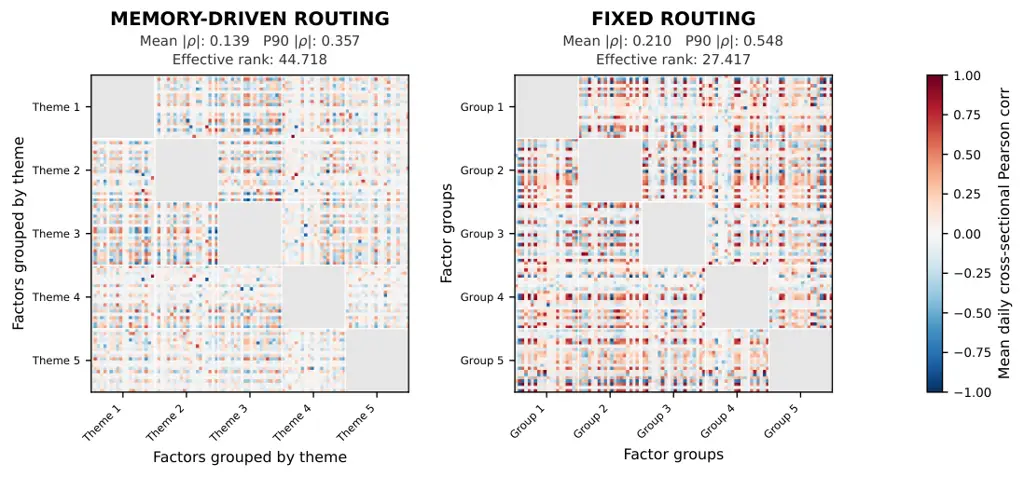 MEMORY-DRIVEN ROUTING
Mean |ρ|: 0.139 P90 |ρ|: 0.357
Effective rank: 44.718
Factors grouped by theme
Theme 1
Theme 2
Theme 3
Theme 4
Theme 5
Theme 1
Theme 2
Theme 3
Theme 4
Theme 5
Factors grouped by theme
FIXED ROUTING
Mean |ρ|: 0.210 P90 |ρ|: 0.548
Effective rank: 27.417
Factor groups
Group 1
Group 2
Group 3
Group 4
Group 5
Group 1
Group 2
Group 3
Group 4
Group 5
Factor groups
1.00
0.75
0.50
0.25
0.00
−0.25
−0.50
−0.75
−1.00
Mean daily cross-sectional Pearson corr